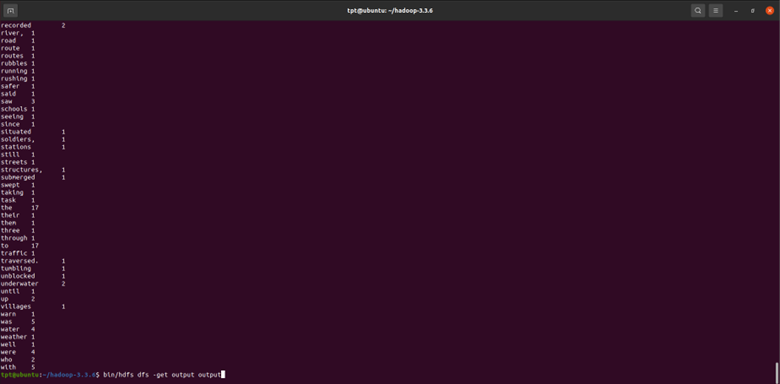 tpt@ubuntu: ~/hadoop-3.3.6
recorded 2
river, 1
road 1
route 1
routes 1
rubbles 1
running 1
rushing 1
safer 1
said 1
saw 3
schools 1
seeing 1
since 1
situated 1
soldiers, 1
stations 1
still 1
streets 1
structures, 1
submerged 1
swept 1
taking 1
task 1
the 17
their 1
them 1
three 1
through 1
to 17
traffic 1
traversed. 1
tumbling 1
unblocked 1
underwater 2
until 1
up 2
villages 1
warn 1
was 5
water 4
weather 1
well 1
were 4
who 2
with 5
tpt@ubuntu:~/hadoop-3.3.6$ bin/hdfs dfs -get output output